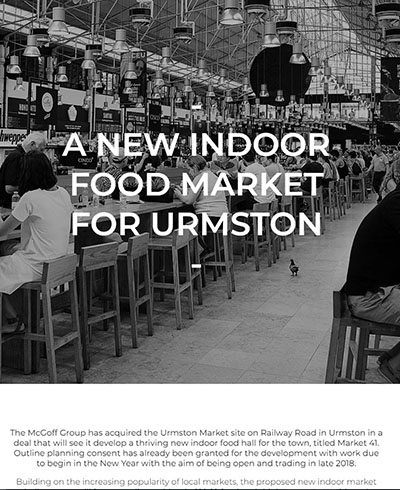 Schweppes
A NEW INDOOR
FOOD MARKET
FOR URMSTON
The McGoff Group has acquired the Urmston Market site on Railway Road in Urmston in a
deal that will see it develop a thriving new indoor food hall for the town, titled Market 41.
Outline planning consent has already been granted for the development with work due
to begin in the New Year with the aim of being open and trading in late 2018.
Building on the increasing popularity of local markets, the proposed new indoor market